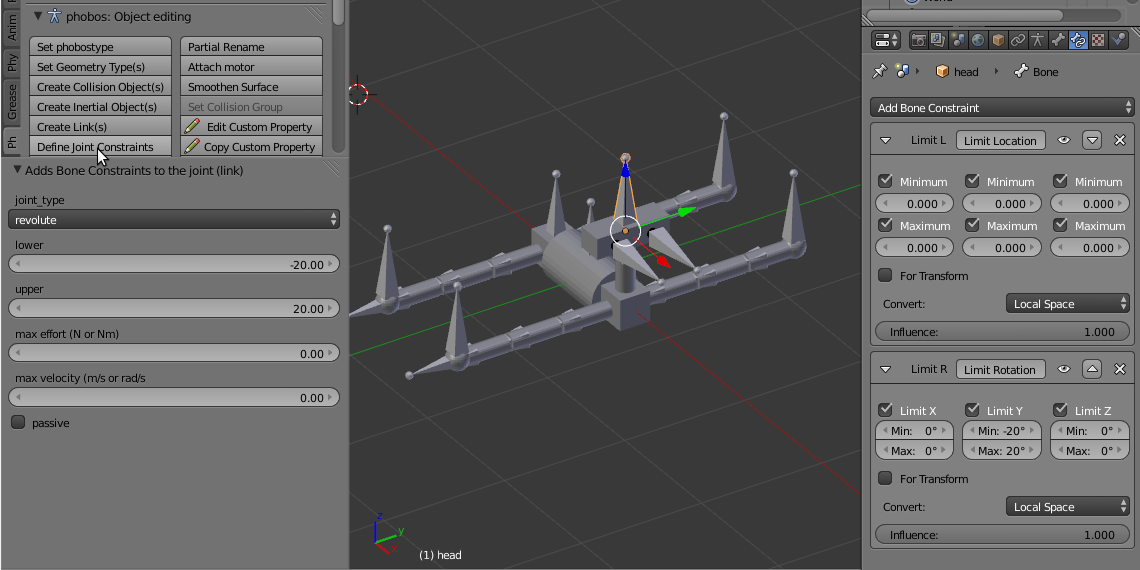 Anim
Phy
Grease
Ph
phobos: Object editing
Set phobostype
Partial Rename
Set Geometry Type(s)
Attach motor
Create Collision Object(s)
Smoothen Surface
Create Inertial Object(s)
Set Collision Group
Create Link(s)
Edit Custom Property
Define Joint Constraints
Copy Custom Property
Adds Bone Constraints to the joint (link)
joint_type
revolute
lower
-20.00
upper
20.00
max effort (N or Nm)
0.00
max velocity (m/s or rad/s
0.00
passive
z
y
x
(1) head
head
Bone
Add Bone Constraint
Limit L
Limit Location
Minimum Minimum Minimum
0.000 0.000 0.000
Maximum Maximum Maximum
0.000 0.000 0.000
For Transform
Convert: Local Space
Influence: 1.000
Limit R
Limit Rotation
Limit X Limit Y Limit Z
Min: 0° Min: -20° Min: 0°
Max: 0° Max: 20° Max: 0°
For Transform
Convert: Local Space
Influence: 1.000